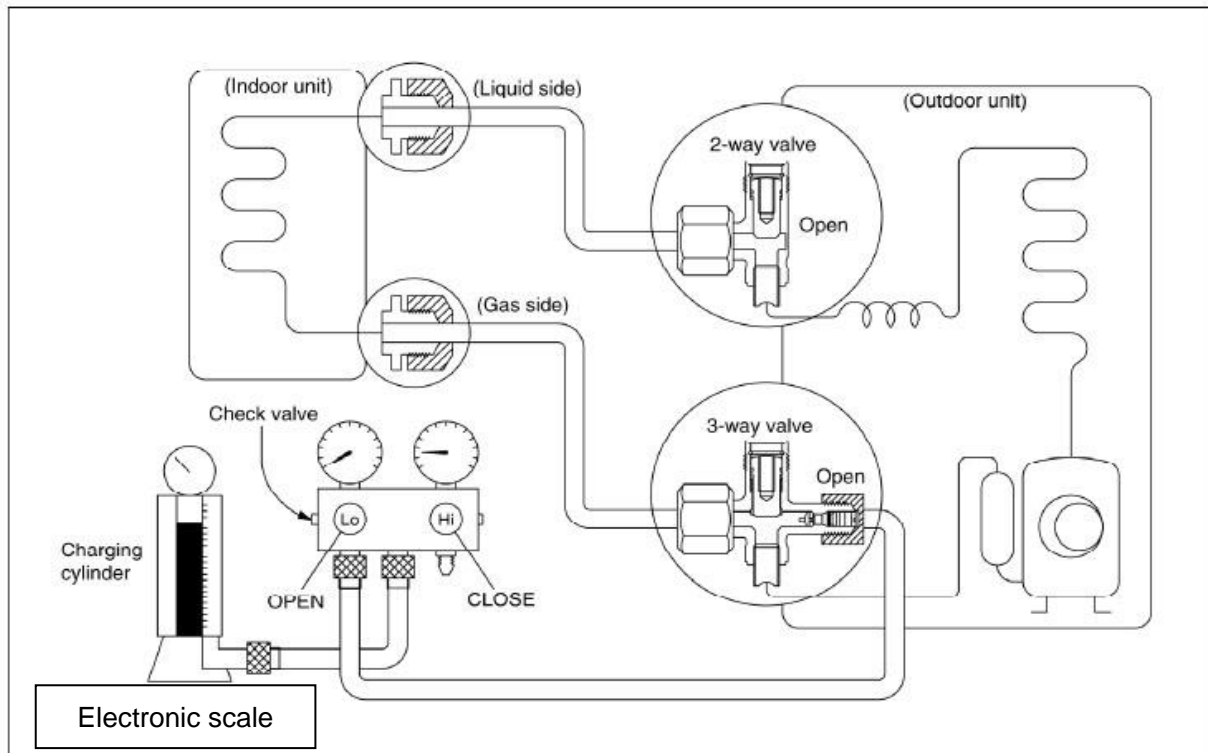 (Indoor unit)
(Liquid side)
(Outdoor unit)
2-way valve
Open
(Gas side)
Check valve
3-way valve
Open
Lo
Hi
Charging
cylinder
OPEN
CLOSE
Electronic scale